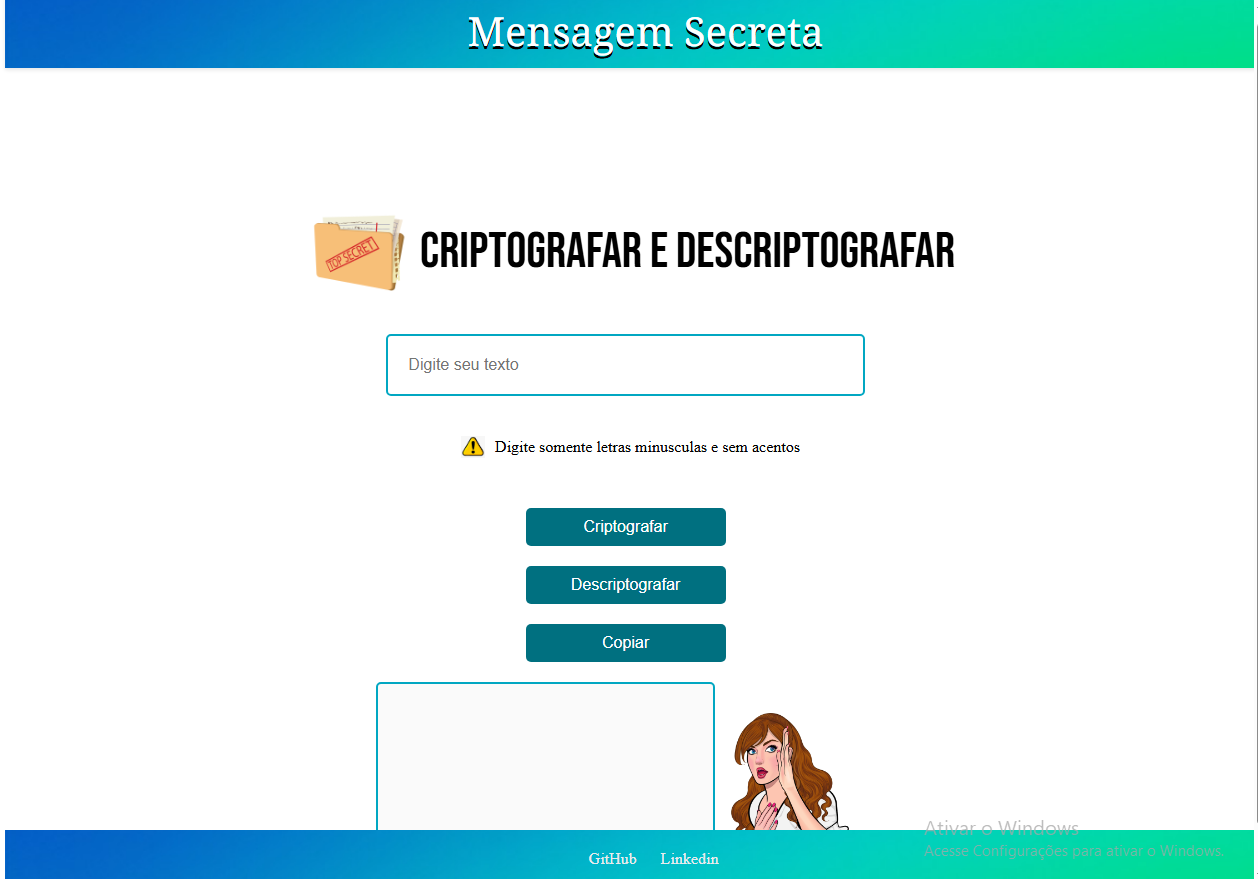 Mensagem Secreta
TOP SECRET
CRIPTOGRAFAR E DESCRIPTOGRAFAR
Digite seu texto
Digite somente letras minusculas e sem acentos
Criptografar
Descriptografar
Copiar
Ativar o Windows
Acesse Configurações para ativar o Windows.
GitHub Linkedin